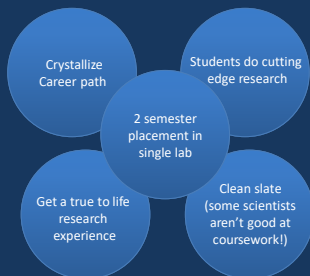 Crystallize
Career path
Students do cutting
edge research
2 semester
placement in
single lab
Get a true to life
research
experience
Clean slate
(some scientists
aren't good at
coursework!)